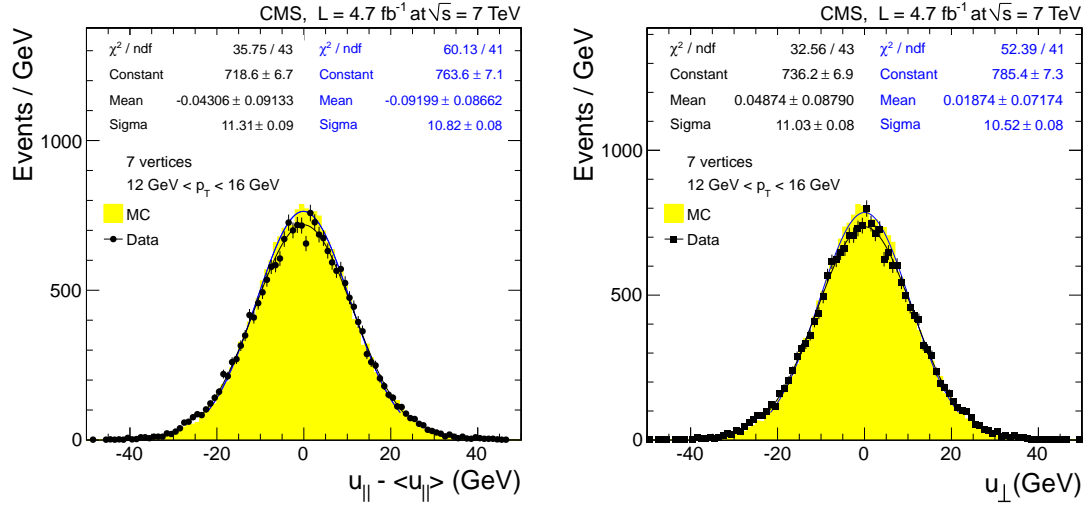 CMS, L = 4.7 fb⁻¹ at √s = 7 TeV
χ² / ndf 35.75 / 43 χ² / ndf 60.13 / 41
Constant 718.6 ± 6.7 Constant 763.6 ± 7.1
Mean -0.04306 ± 0.09133 Mean -0.09199 ± 0.08662
Sigma 11.31 ± 0.09 Sigma 10.82 ± 0.08
7 vertices
12 GeV < p_T < 16 GeV
MC
Data
Events / GeV
1000
500
0
-40 -20 0 20 40
u_|| - <u_||> (GeV)
CMS, L = 4.7 fb⁻¹ at √s = 7 TeV
χ² / ndf 32.56 / 43 χ² / ndf 52.39 / 41
Constant 736.2 ± 6.9 Constant 785.4 ± 7.3
Mean 0.04874 ± 0.08790 Mean 0.01874 ± 0.07174
Sigma 11.03 ± 0.08 Sigma 10.52 ± 0.08
7 vertices
12 GeV < p_T < 16 GeV
MC
Data
Events / GeV
1000
500
0
-40 -20 0 20 40
u_⊥ (GeV)